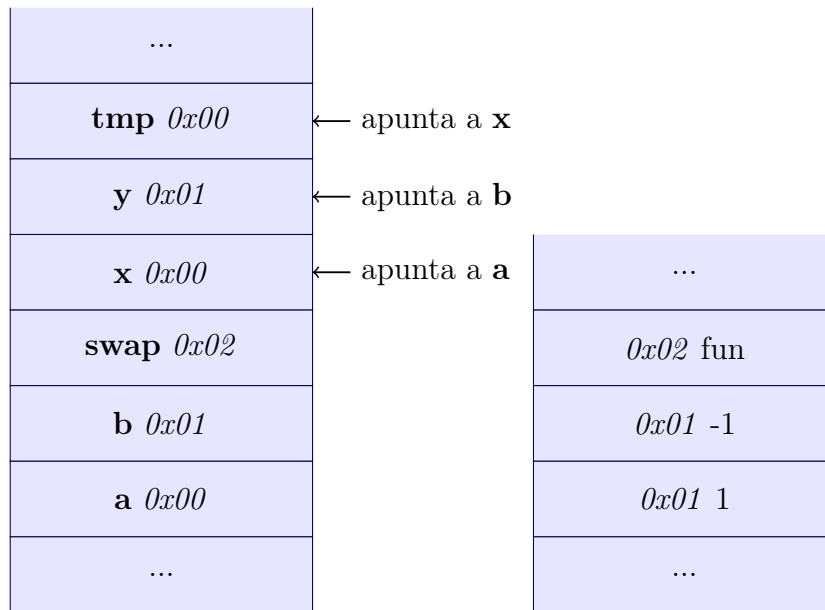 ...
tmp 0x00
apunta a x
y 0x01
apunta a b
x 0x00
apunta a a
swap 0x02
b 0x01
a 0x00
...
...
0x02 fun
0x01 -1
0x01 1
...